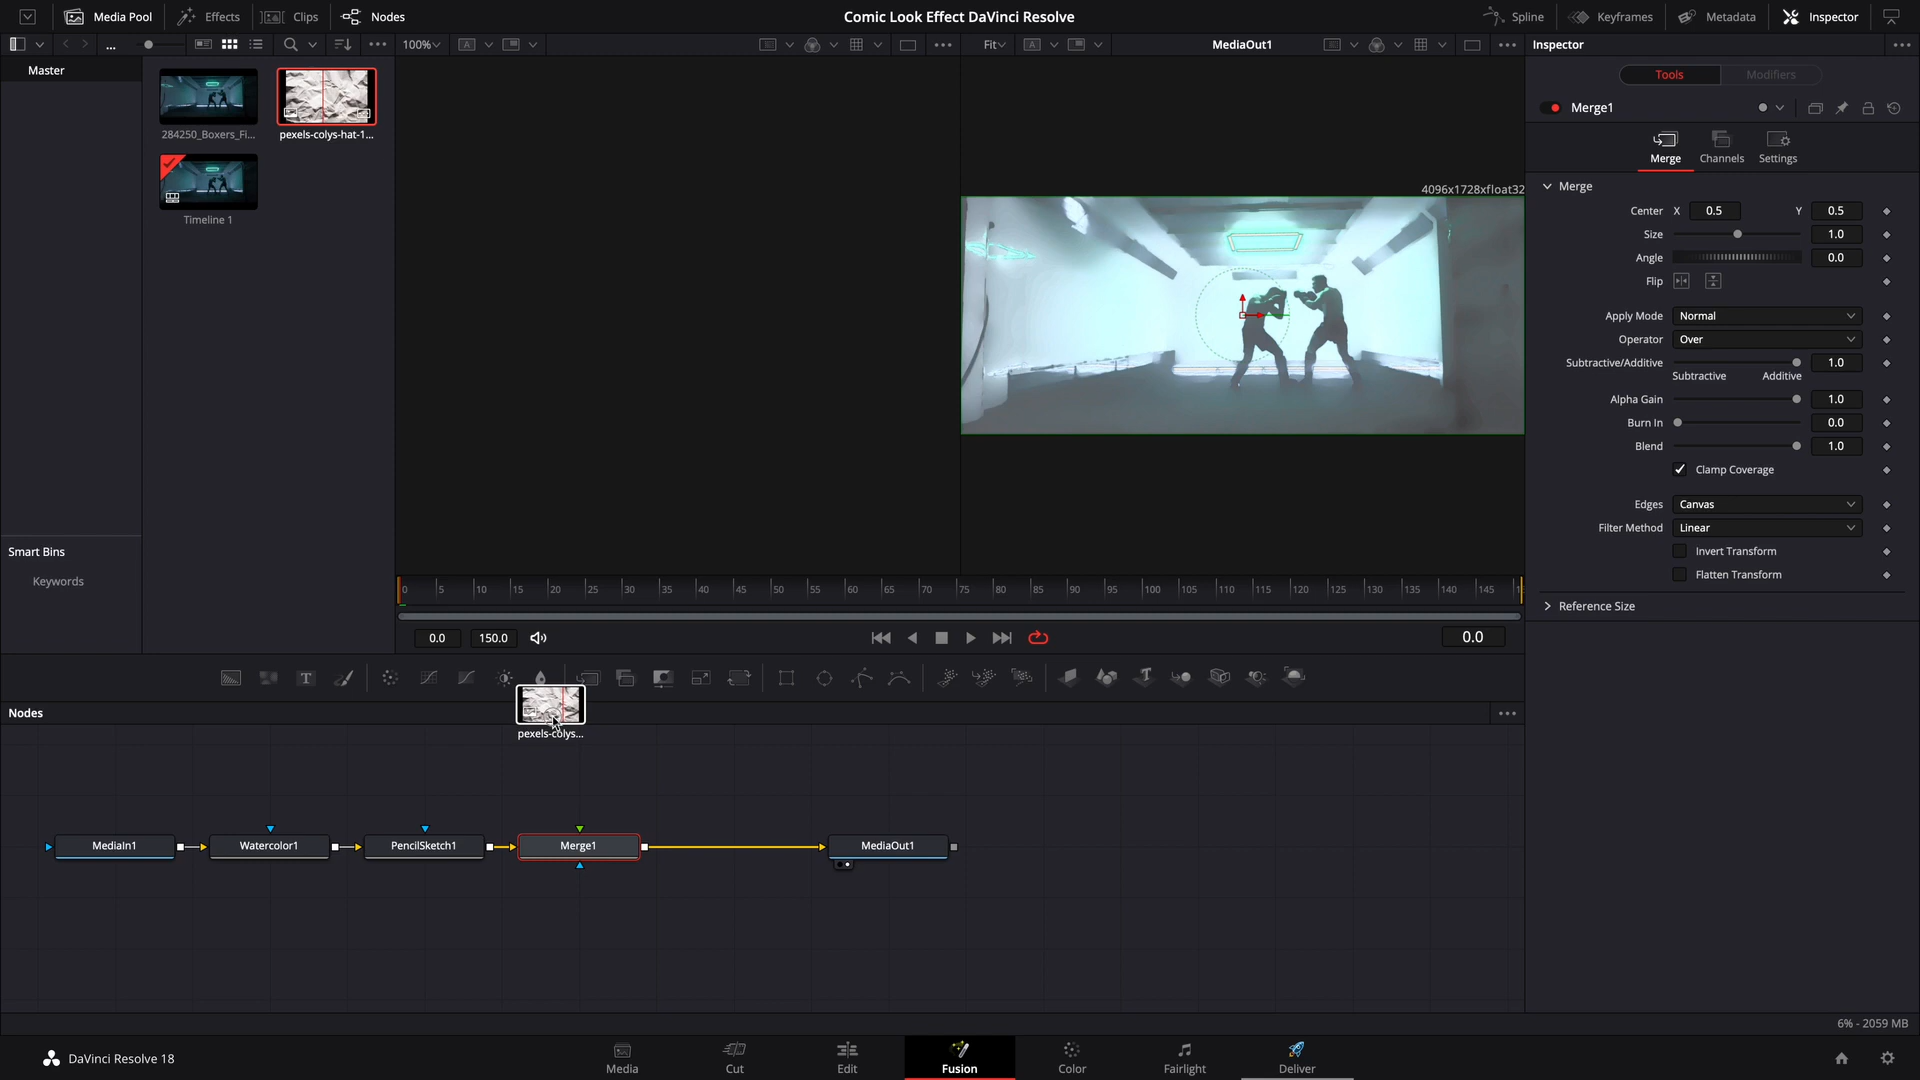 Media Pool
Effects
Clips
Nodes
Comic Look Effect DaVinci Resolve
Spline
Keyframes
Metadata
Inspector
...
100%
A
Fit
A
MediaOut1
Inspector
Master
284250_Boxers_Fi...
pexels-colys-hat-1...
Timeline 1
4096x1728xfloat32
Tools
Modifiers
Merge1
Merge
Channels
Settings
Merge
Center X 0.5 Y 0.5
Size 1.0
Angle 0.0
Flip
Apply Mode Normal
Operator Over
Subtractive/Additive 1.0
Subtractive Additive
Alpha Gain 1.0
Burn In 0.0
Blend 1.0
Clamp Coverage
Edges Canvas
Filter Method Linear
Invert Transform
Flatten Transform
Reference Size
Smart Bins
Keywords
0 5 10 15 20 25 30 35 40 45 50 55 60 65 70 75 80 85 90 95 100 105 110 115 120 125 130 135 140 145
0.0 150.0
0.0
T
T
Nodes
pexels-colys...
MediaIn1
Watercolor1
PencilSketch1
Merge1
MediaOut1
6% - 2059 MB
DaVinci Resolve 18
Media
Cut
Edit
Fusion
Color
Fairlight
Deliver